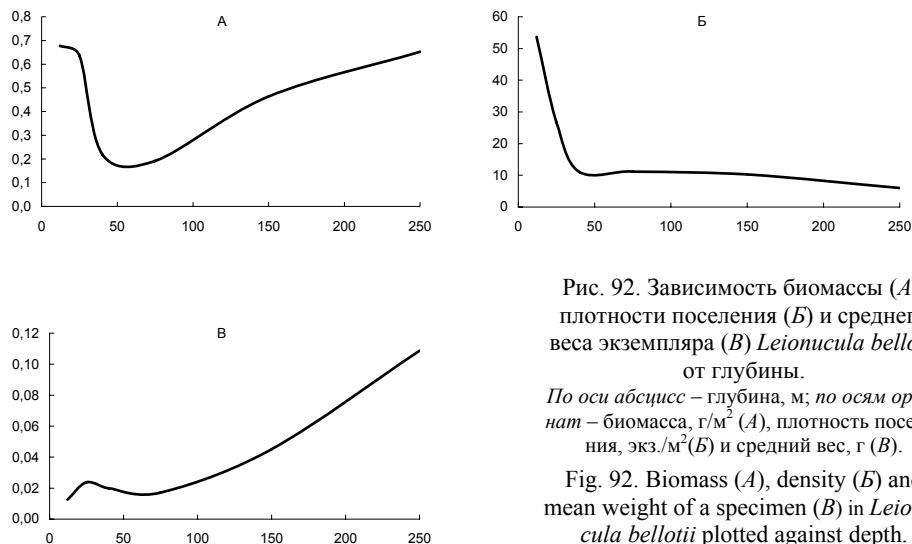 А
0,8
0,7
0,6
0,5
0,4
0,3
0,2
0,1
0,0
0 50 100 150 200 250
Б
60
50
40
30
20
10
0
0 50 100 150 200 250
В
0,12
0,10
0,08
0,06
0,04
0,02
0,00
0 50 100 150 200 250
Рис. 92. Зависимость биомассы (А
плотности поселения (Б) и среднег
веса экземпляра (В) Leionucula bello
от глубины.
По оси абсцисс – глубина, м; по осям ор
нат – биомасса, г/м² (А), плотность посе
ния, экз./м²(Б) и средний вес, г (В).
Fig. 92. Biomass (А), density (Б) an
mean weight of a specimen (В) in Leio
cula bellotii plotted against depth.